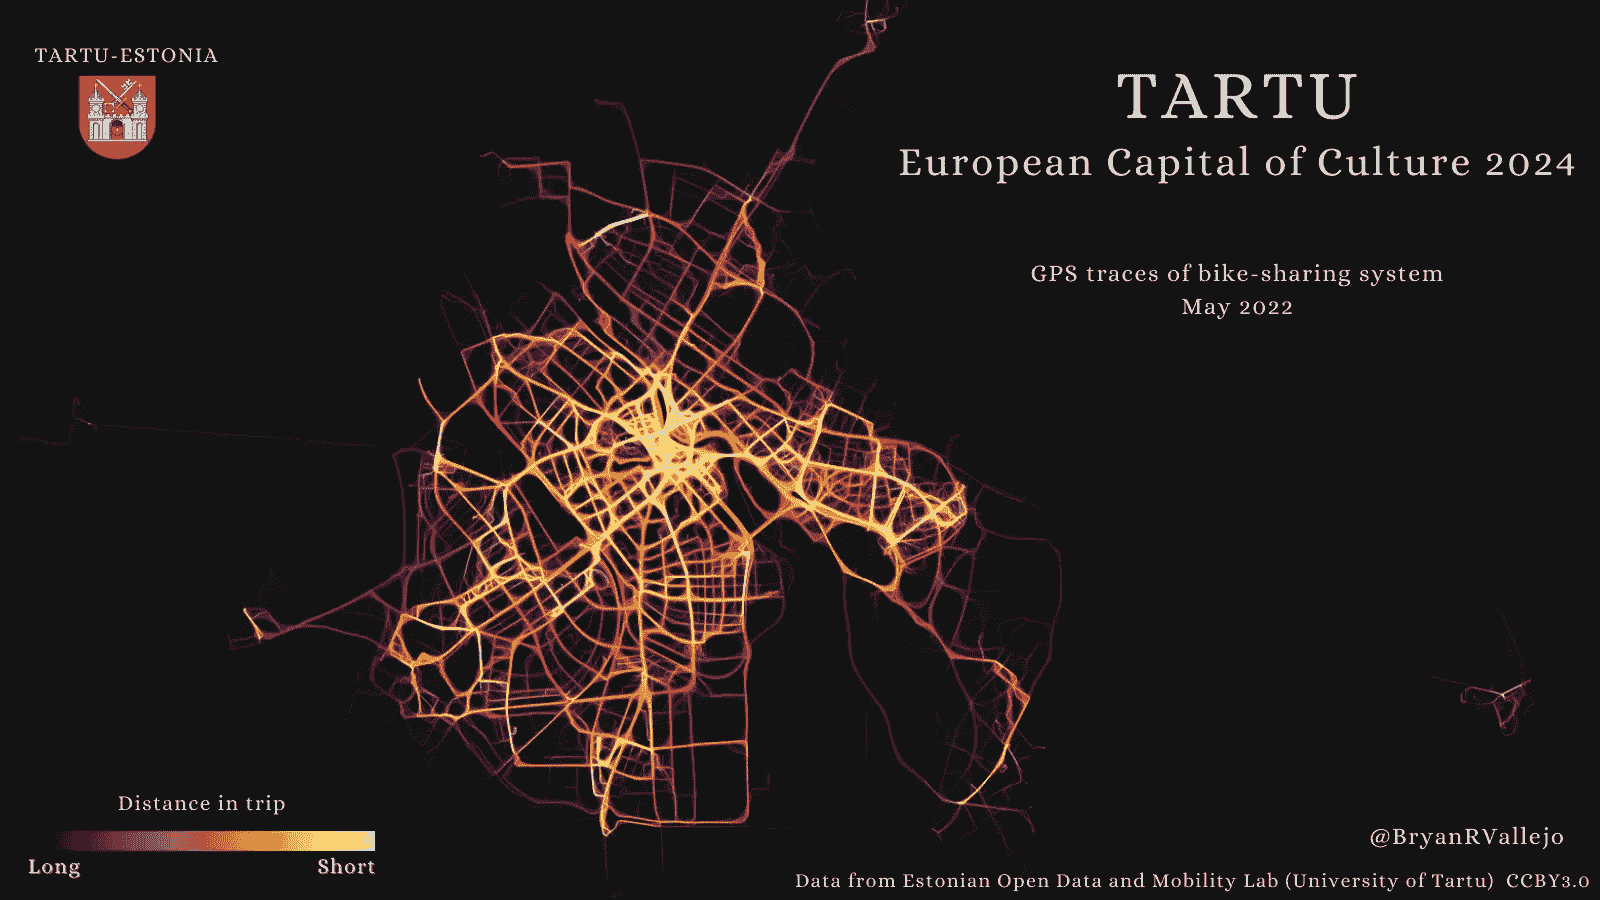 TARTU-ESTONIA
TARTU
European Capital of Culture 2024
GPS traces of bike-sharing system
May 2022
Distance in trip
Long Short
@BryanRVallejo
Data from Estonian Open Data and Mobility Lab (University of Tartu) CCBY3.0